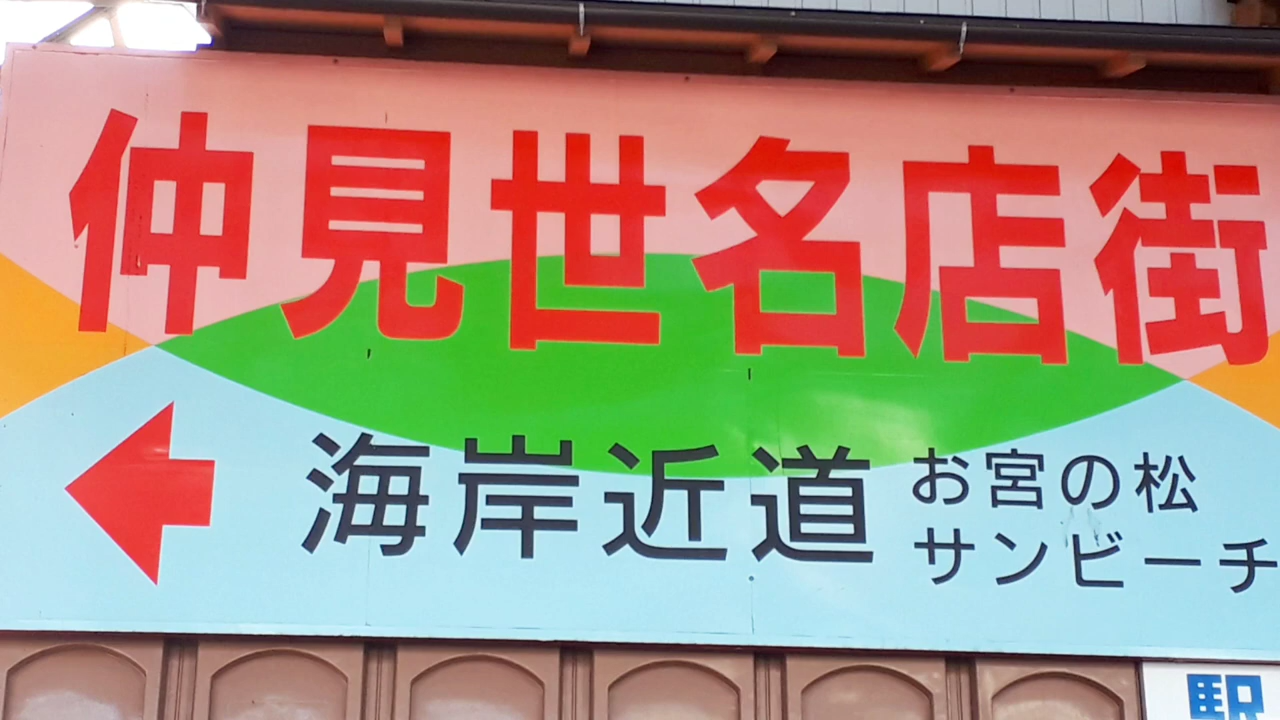 仲見世名店街
海岸近道
お宮の松
サンビーチ
駅